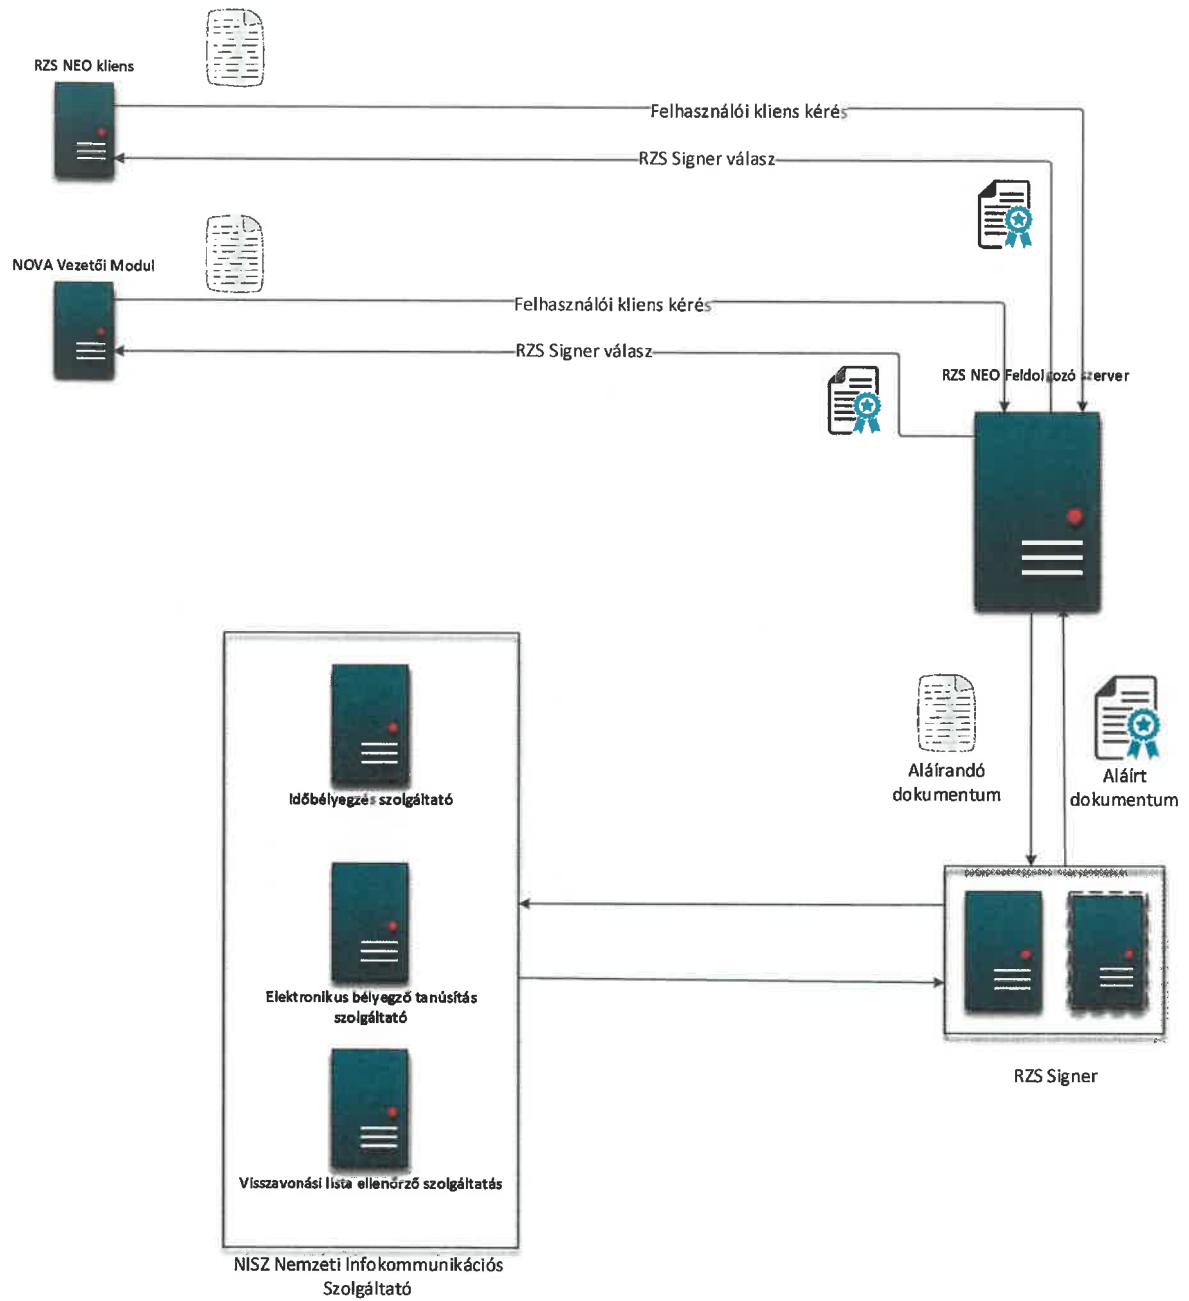 RZS NEO kliens
Felhasználói kliens kérés
RZS Signer válasz
NOVA Vezetői Modul
Felhasználói kliens kérés
RZS Signer válasz
RZS NEO Feldolgozó szerver
Aláírandó
dokumentum
Aláírt
dokumentum
Időbélyegzés szolgáltató
Elektronikus bélyegző tanúsítás
szolgáltató
Visszavonási lista ellenőrző szolgáltatás
RZS Signer
NISZ Nemzeti Infokommunikációs
Szolgáltató